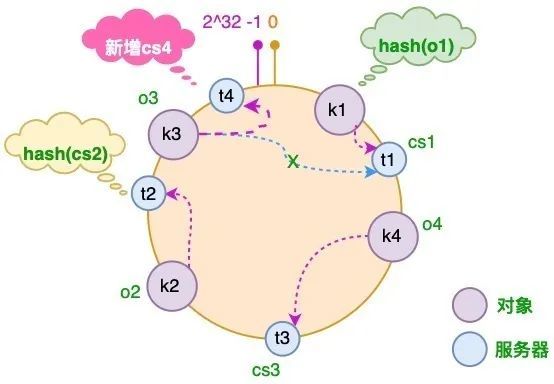 2^32 -1 0
新增cs4
hash(o1)
o3
t4
k1
k3
cs1
hash(cs2)
X
t1
t2
o4
k4
k2
o2
t3
cs3
对象
服务器